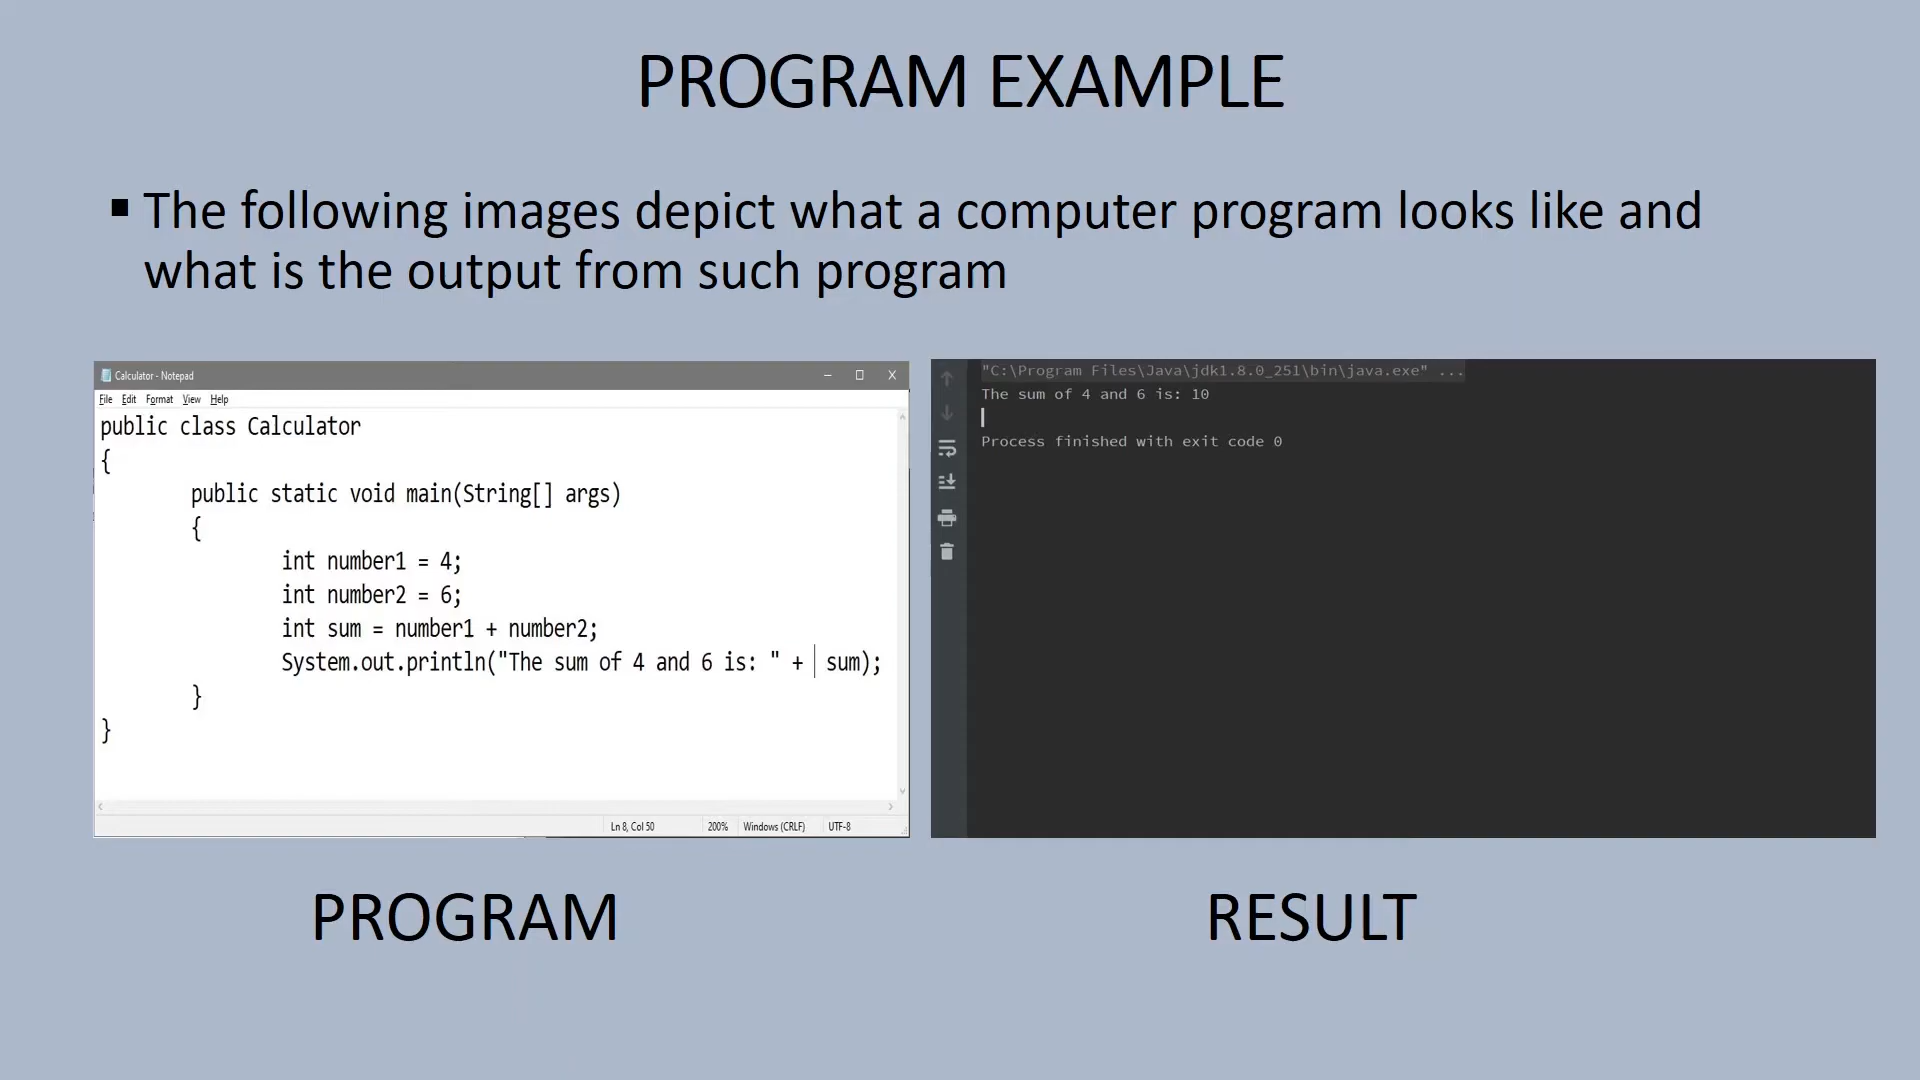 PROGRAM EXAMPLE
▪ The following images depict what a computer program looks like and
what is the output from such program
Calculator - Notepad
File Edit Format View Help
public class Calculator
{
public static void main(String[] args)
{
int number1 = 4;
int number2 = 6;
int sum = number1 + number2;
System.out.println("The sum of 4 and 6 is: " + sum);
}
}
Ln 8, Col 50 200% Windows (CRLF) UTF-8
"C:\Program Files\Java\jdk1.8.0_251\bin\java.exe" ...
The sum of 4 and 6 is: 10
Process finished with exit code 0
PROGRAM
RESULT